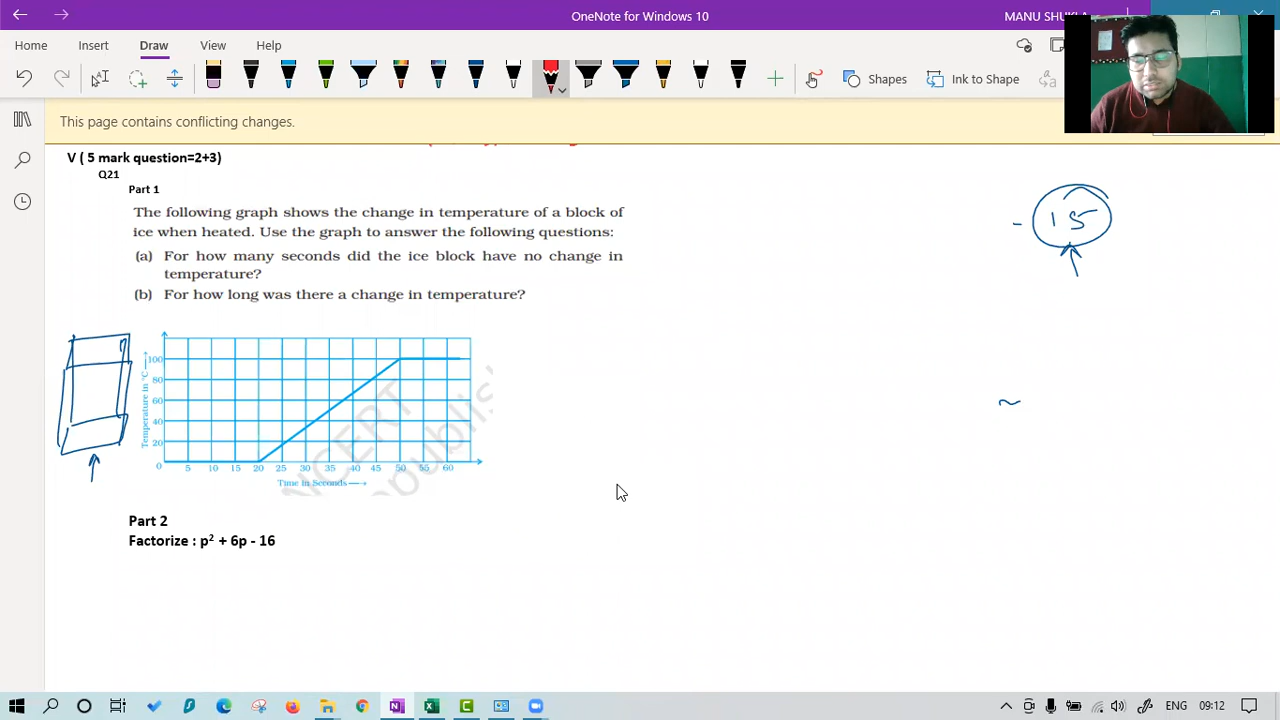 OneNote for Windows 10
MANU SHUKLA
Home Insert Draw View Help
Shapes Ink to Shape
This page contains conflicting changes.
V ( 5 mark question=2+3)
Q21
Part 1
The following graph shows the change in temperature of a block of
ice when heated. Use the graph to answer the following questions:
(a) For how many seconds did the ice block have no change in
temperature?
(b) For how long was there a change in temperature?
- 15
~
Temperature in °C
100
80
60
40
20
0 5 10 15 20 25 30 35 40 45 50 55 60
Time in Seconds
NCERT
republis
Part 2
Factorize : p² + 6p - 16
ENG 09:12